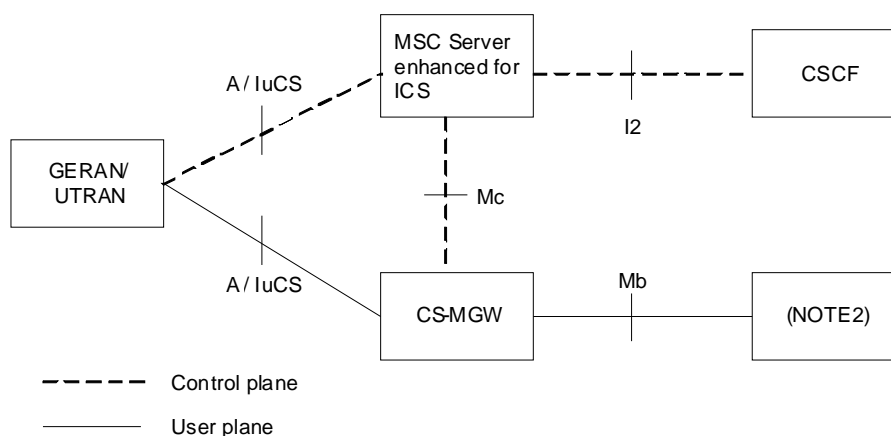 MSC Server
enhanced for
ICS
CSCF
A / IuCS
I2
GERAN/
UTRAN
Mc
A / IuCS
Mb
CS-MGW
(NOTE2)
Control plane
User plane